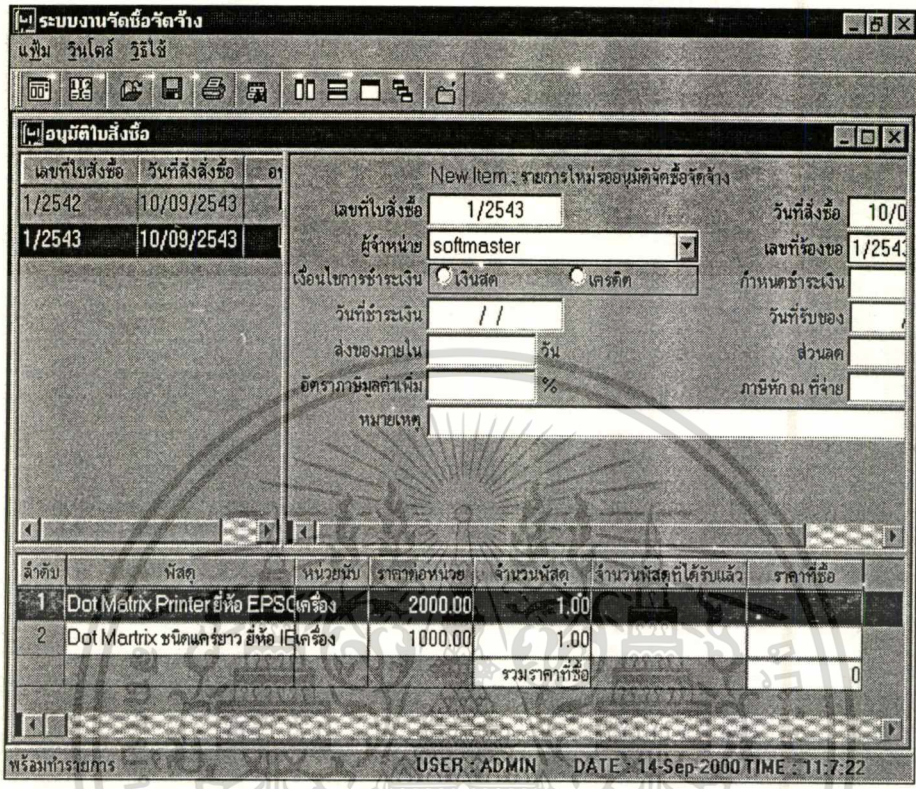 ระบบงานจัดซื้อจัดจ้าง
แฟ้ม วินโดส์ วิธีใช้
อนุมัติใบสั่งซื้อ
เลขที่ใบสั่งซื้อ วันที่สั่งสั่งซื้อ
1/2542 10/09/2543
1/2543 10/09/2543
New Item : รายการใหม่รออนุมัติจัดซื้อจัดจ้าง
เลขที่ใบสั่งซื้อ 1/2543 วันที่สั่งซื้อ 10/0
ผู้จำหน่าย softmaster เลขที่ร้องขอ 1/2543
เงื่อนไขการชำระเงิน เงินสด เครดิต กำหนดชำระเงิน
วันที่ชำระเงิน / / วันที่รับของ /
ส่งของภายใน วัน ส่วนลด
อัตราภาษีมูลค่าเพิ่ม % ภาษีหัก ณ ที่จ่าย
หมายเหตุ
ลำดับ พัสดุ หน่วยนับ ราคาต่อหน่วย จำนวนพัสดุ จำนวนพัสดุที่ได้รับแล้ว ราคาที่ซื้อ
1 Dot Matrix Printer ยี่ห้อ EPSO เครื่อง 2000.00 1.00
2 Dot Martrix ชนิดแคร่ยาว ยี่ห้อ IE เครื่อง 1000.00 1.00
รวมราคาที่ซื้อ 0
พร้อมทำรายการ USER : ADMIN DATE : 14-Sep-2000 TIME : 11:7:22